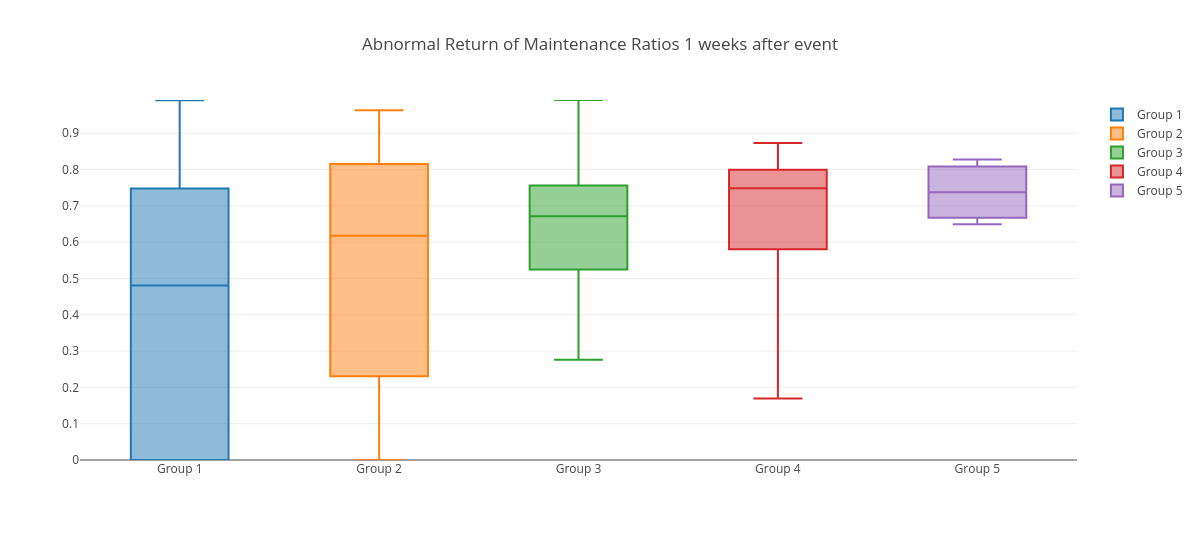 Abnormal Return of Maintenance Ratios 1 weeks after event
0.9
0.8
0.7
0.6
0.5
0.4
0.3
0.2
0.1
0
Group 1 Group 2 Group 3 Group 4 Group 5
Group 1
Group 2
Group 3
Group 4
Group 5